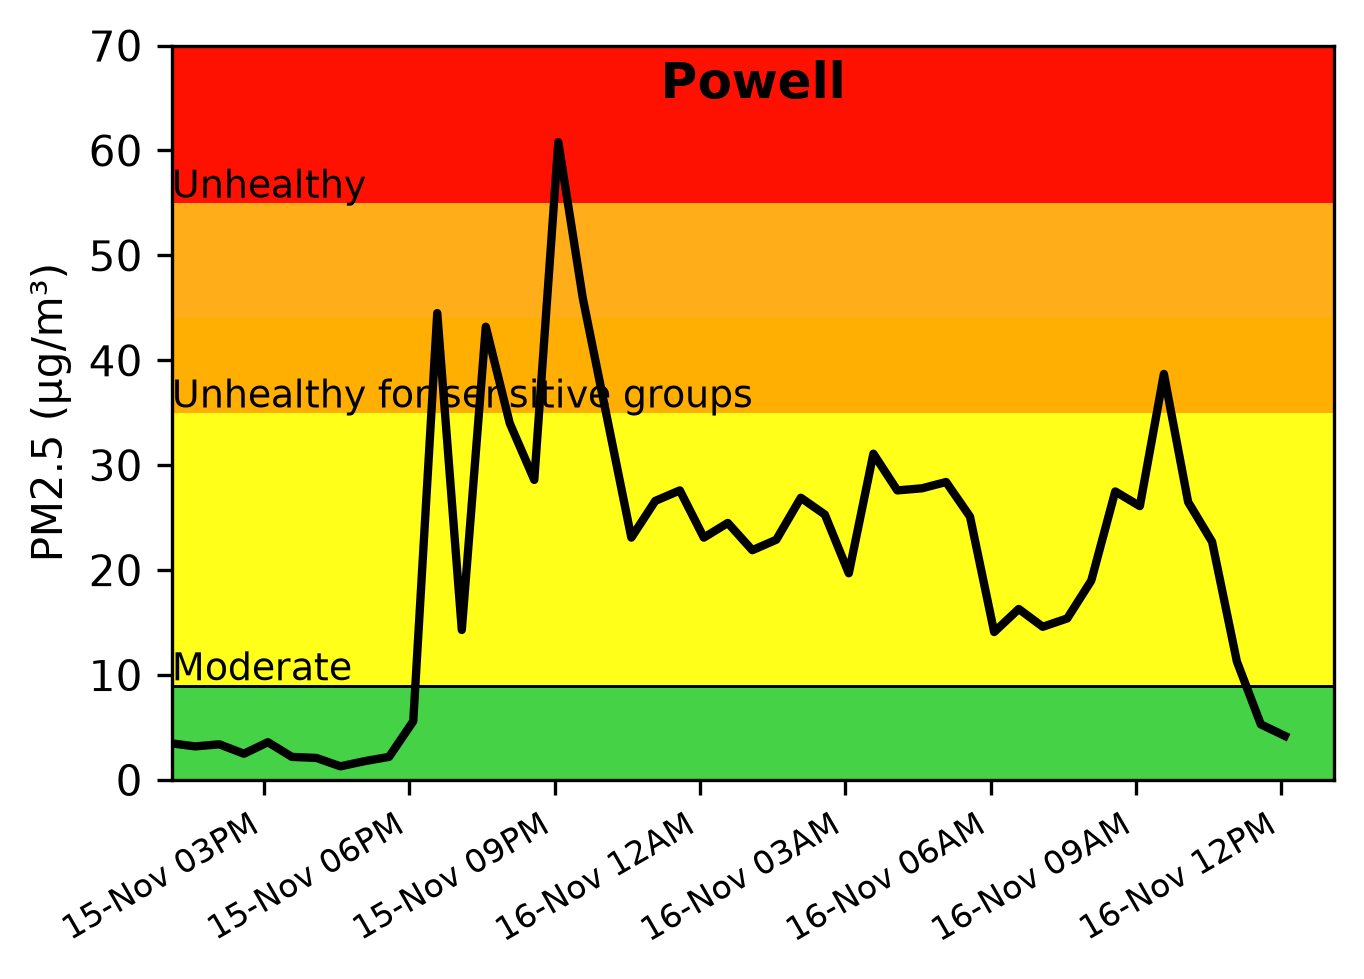 Powell
PM2.5 (µg/m³)
70
60
50
40
30
20
10
0
Unhealthy
Unhealthy for sensitive groups
Moderate
15-Nov 03PM
15-Nov 06PM
15-Nov 09PM
16-Nov 12AM
16-Nov 03AM
16-Nov 06AM
16-Nov 09AM
16-Nov 12PM